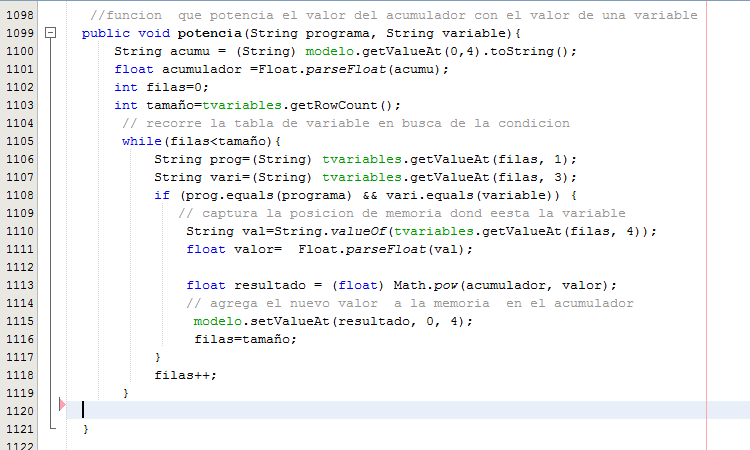 1098 //funcion  que potencia el valor del acumulador con el valor de una variable
1099 public void potencia(String programa, String variable){
1100 String acumu = (String) modelo.getValueAt(0,4).toString();
1101 float acumulador =Float.parseFloat(acumu);
1102 int filas=0;
1103 int tamaño=tvariables.getRowCount();
1104 // recorre la tabla de variable en busca de la condicion
1105 while(filas<tamaño){
1106 String prog=(String) tvariables.getValueAt(filas, 1);
1107 String vari=(String) tvariables.getValueAt(filas, 3);
1108 if (prog.equals(programa) && vari.equals(variable)) {
1109 // captura la posicion de memoria dond eesta la variable
1110 String val=String.valueOf(tvariables.getValueAt(filas, 4));
1111 float valor=  Float.parseFloat(val);
1112
1113 float resultado = (float) Math.pow(acumulador, valor);
1114 // agrega el nuevo valor  a la memoria  en el acumulador
1115 modelo.setValueAt(resultado, 0, 4);
1116 filas=tamaño;
1117 }
1118 filas++;
1119 }
1120
1121 }
1122